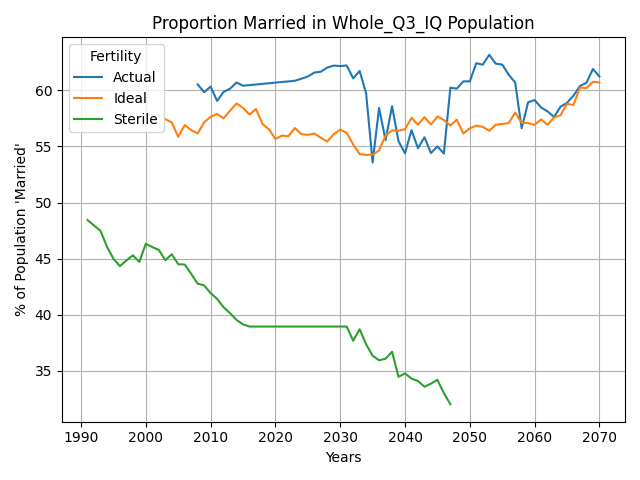 Proportion Married in Whole_Q3_IQ Population
Fertility
Actual
Ideal
Sterile
% of Population 'Married'
60
55
50
45
40
35
1990 2000 2010 2020 2030 2040 2050 2060 2070
Years